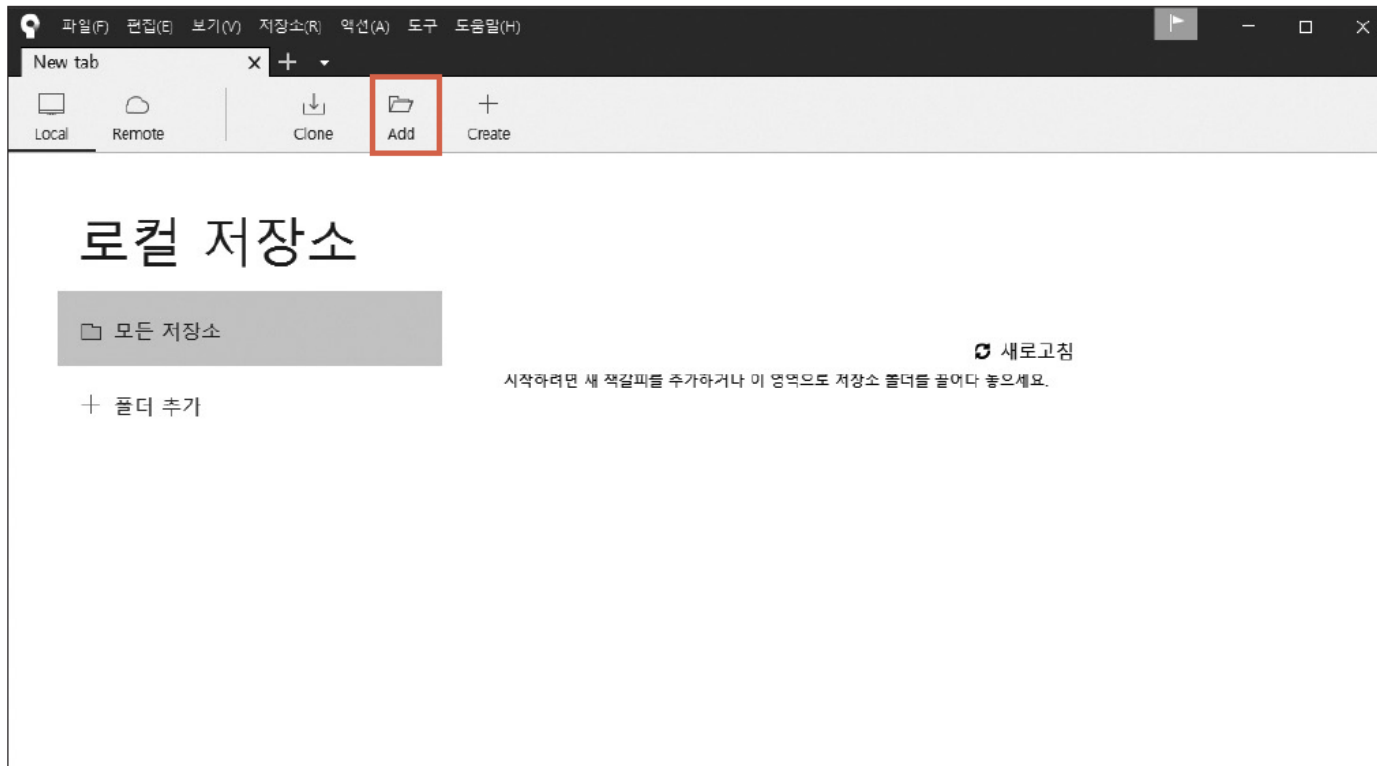 파일(F) 편집(E) 보기(V) 저장소(R) 액션(A) 도구 도움말(H)
New tab
Local Remote Clone Add Create
로컬 저장소
모든 저장소
새로고침
시작하려면 새 책갈피를 추가하거나 이 영역으로 저장소 폴더를 끌어다 놓으세요.
폴더 추가